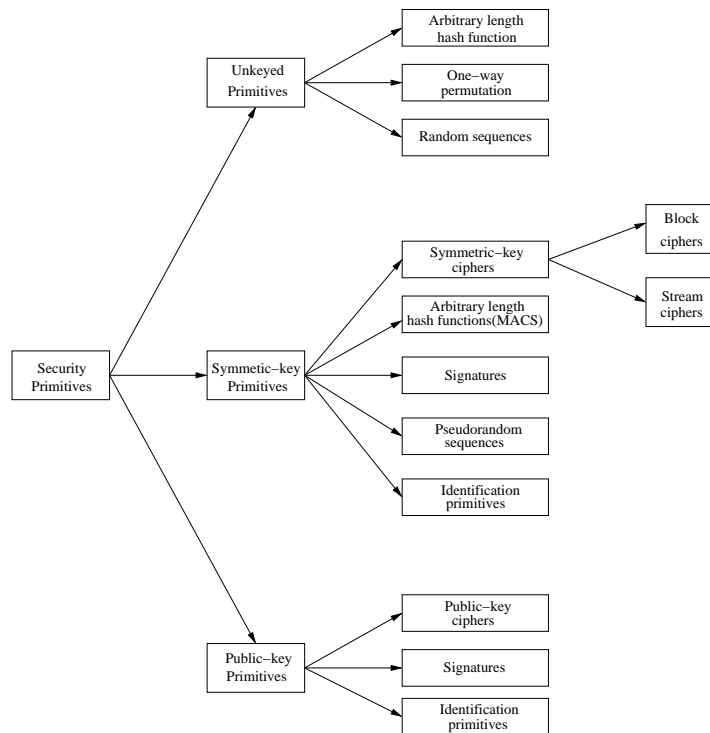 Arbitrary length
hash function
Unkeyed
Primitives
One−way
permutation
Random sequences
Symmetric−key
ciphers
Block
ciphers
Stream
ciphers
Arbitrary length
hash functions(MACS)
Security
Primitives
Symmetic−key
Primitives
Signatures
Pseudorandom
sequences
Identification
primitives
Public−key
ciphers
Public−key
Primitives
Signatures
Identification
primitives